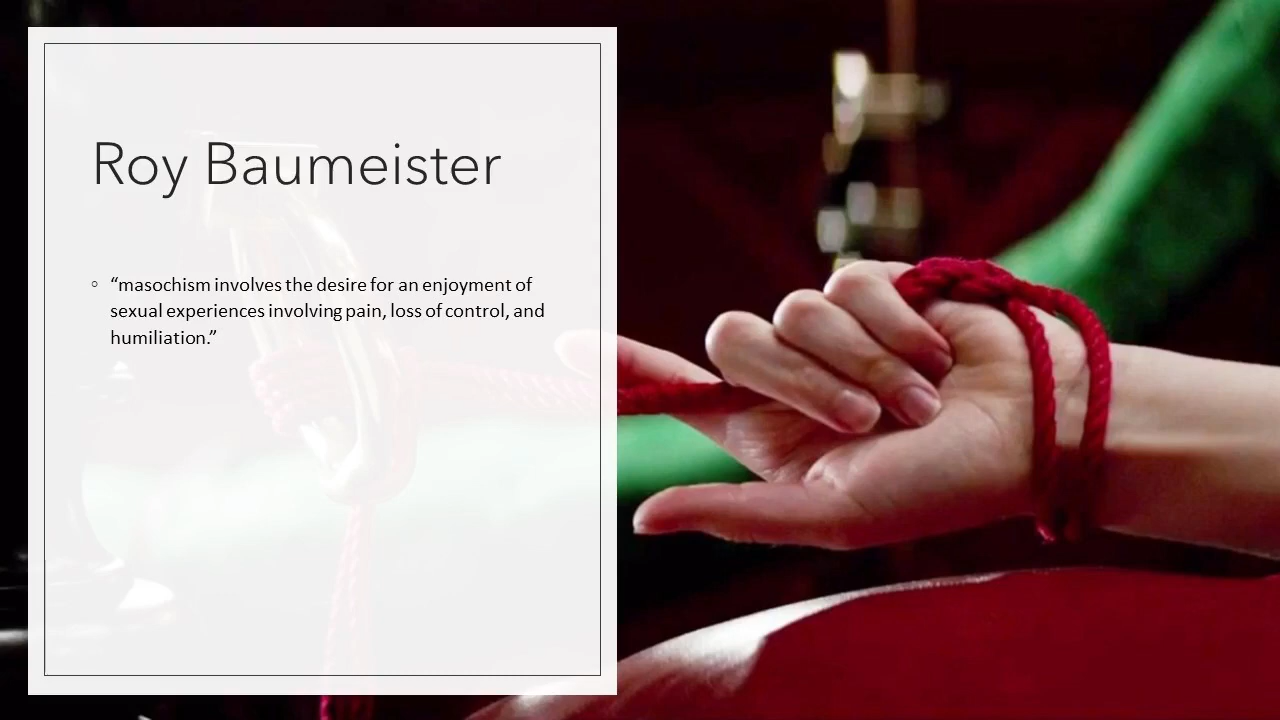 Roy Baumeister
“masochism involves the desire for an enjoyment of
sexual experiences involving pain, loss of control, and
humiliation.”